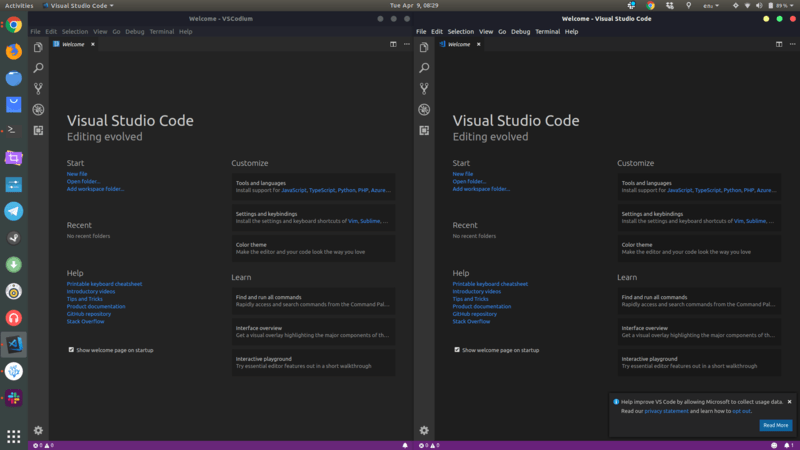 Activities
Visual Studio Code
Tue Apr 9, 08:29
89 %
Welcome - VSCodium
File Edit Selection View Go Debug Terminal Help
Welcome
Visual Studio Code
Editing evolved
Start
New file
Open folder...
Add workspace folder...
Recent
No recent folders
Help
Printable keyboard cheatsheet
Introductory videos
Tips and Tricks
Product documentation
GitHub repository
Stack Overflow
Show welcome page on startup
Customize
Tools and languages
Install support for JavaScript, TypeScript, Python, PHP, Azure...
Settings and keybindings
Install the settings and keyboard shortcuts of Vim, Sublime, ...
Color theme
Make the editor and your code look the way you love
Learn
Find and run all commands
Rapidly access and search commands from the Command Pal...
Interface overview
Get a visual overlay highlighting the major components of th...
Interactive playground
Try essential editor features out in a short walkthrough
0 0
Welcome - Visual Studio Code
File Edit Selection View Go Debug Terminal Help
Welcome
Visual Studio Code
Editing evolved
Start
New file
Open folder...
Add workspace folder...
Recent
No recent folders
Help
Printable keyboard cheatsheet
Introductory videos
Tips and Tricks
Product documentation
GitHub repository
Stack Overflow
Show welcome page on startup
Customize
Tools and languages
Install support for JavaScript, TypeScript, Python, PHP, Azure...
Settings and keybindings
Install the settings and keyboard shortcuts of Vim, Sublime, ...
Color theme
Make the editor and your code look the way you love
Learn
Find and run all commands
Rapidly access and search commands from the Command Pal...
Interface overview
Get a visual overlay highlighting the major components of th...
Interactive playground
Try essential editor features out in a short walkthrough
Help improve VS Code by allowing Microsoft to collect usage data.
Read our privacy statement and learn how to opt out.
Read More
0 0
1